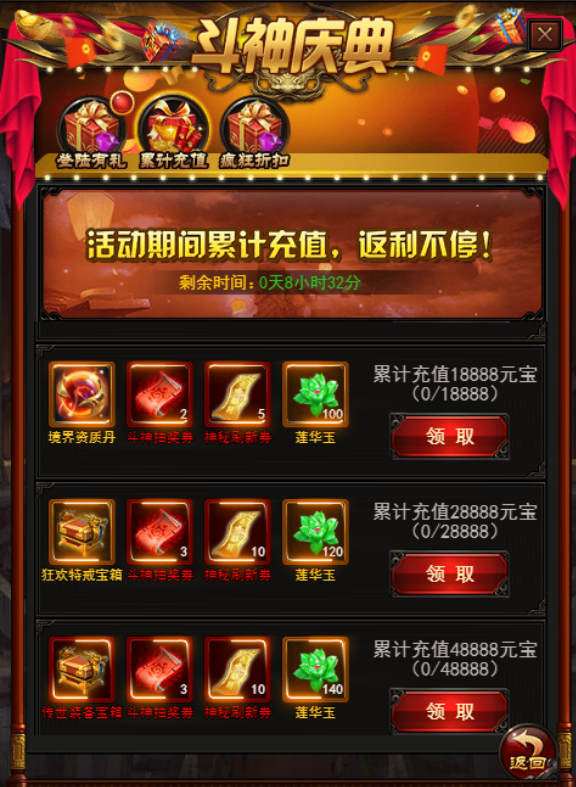 斗神庆典
登陆有礼 累计充值 疯狂折扣
活动期间累计充值，返利不停！
剩余时间：0天8小时32分
2 5 100
境界资质丹 斗神抽奖券 神秘刷新券 莲华玉
累计充值18888元宝
（0/18888）
领取
3 10 120
狂欢特戒宝箱 斗神抽奖券 神秘刷新券 莲华玉
累计充值28888元宝
（0/28888）
领取
3 10 140
传世装备宝箱 斗神抽奖券 神秘刷新券 莲华玉
累计充值48888元宝
（0/48888）
领取
返回